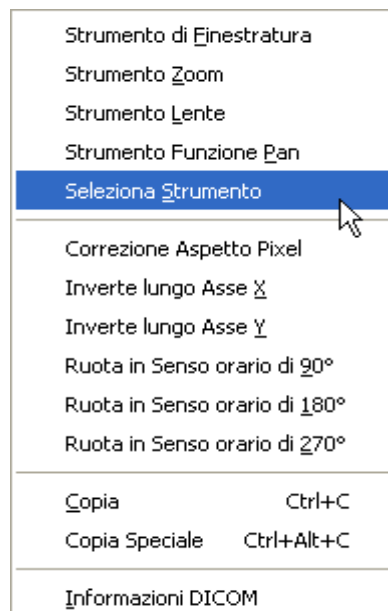 Strumento di Finestratura
Strumento Zoom
Strumento Lente
Strumento Funzione Pan
Seleziona Strumento
Correzione Aspetto Pixel
Inverte lungo Asse X
Inverte lungo Asse Y
Ruota in Senso orario di 90°
Ruota in Senso orario di 180°
Ruota in Senso orario di 270°
Copia Ctrl+C
Copia Speciale Ctrl+Alt+C
Informazioni DICOM